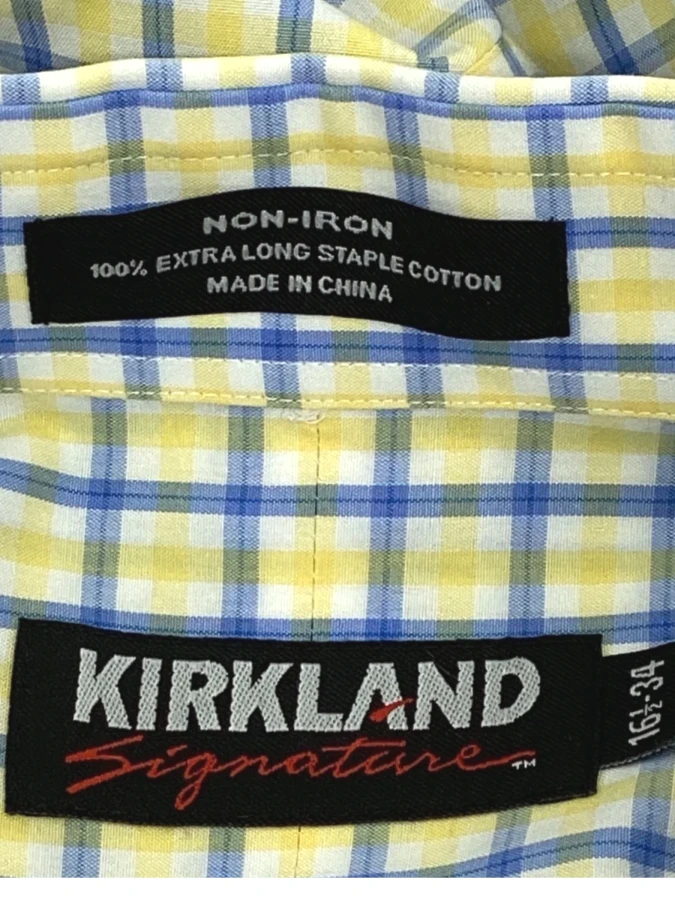 NON-IRON
100% EXTRA LONG STAPLE COTTON
MADE IN CHINA
KIRKLAND
Signature™
16½-34